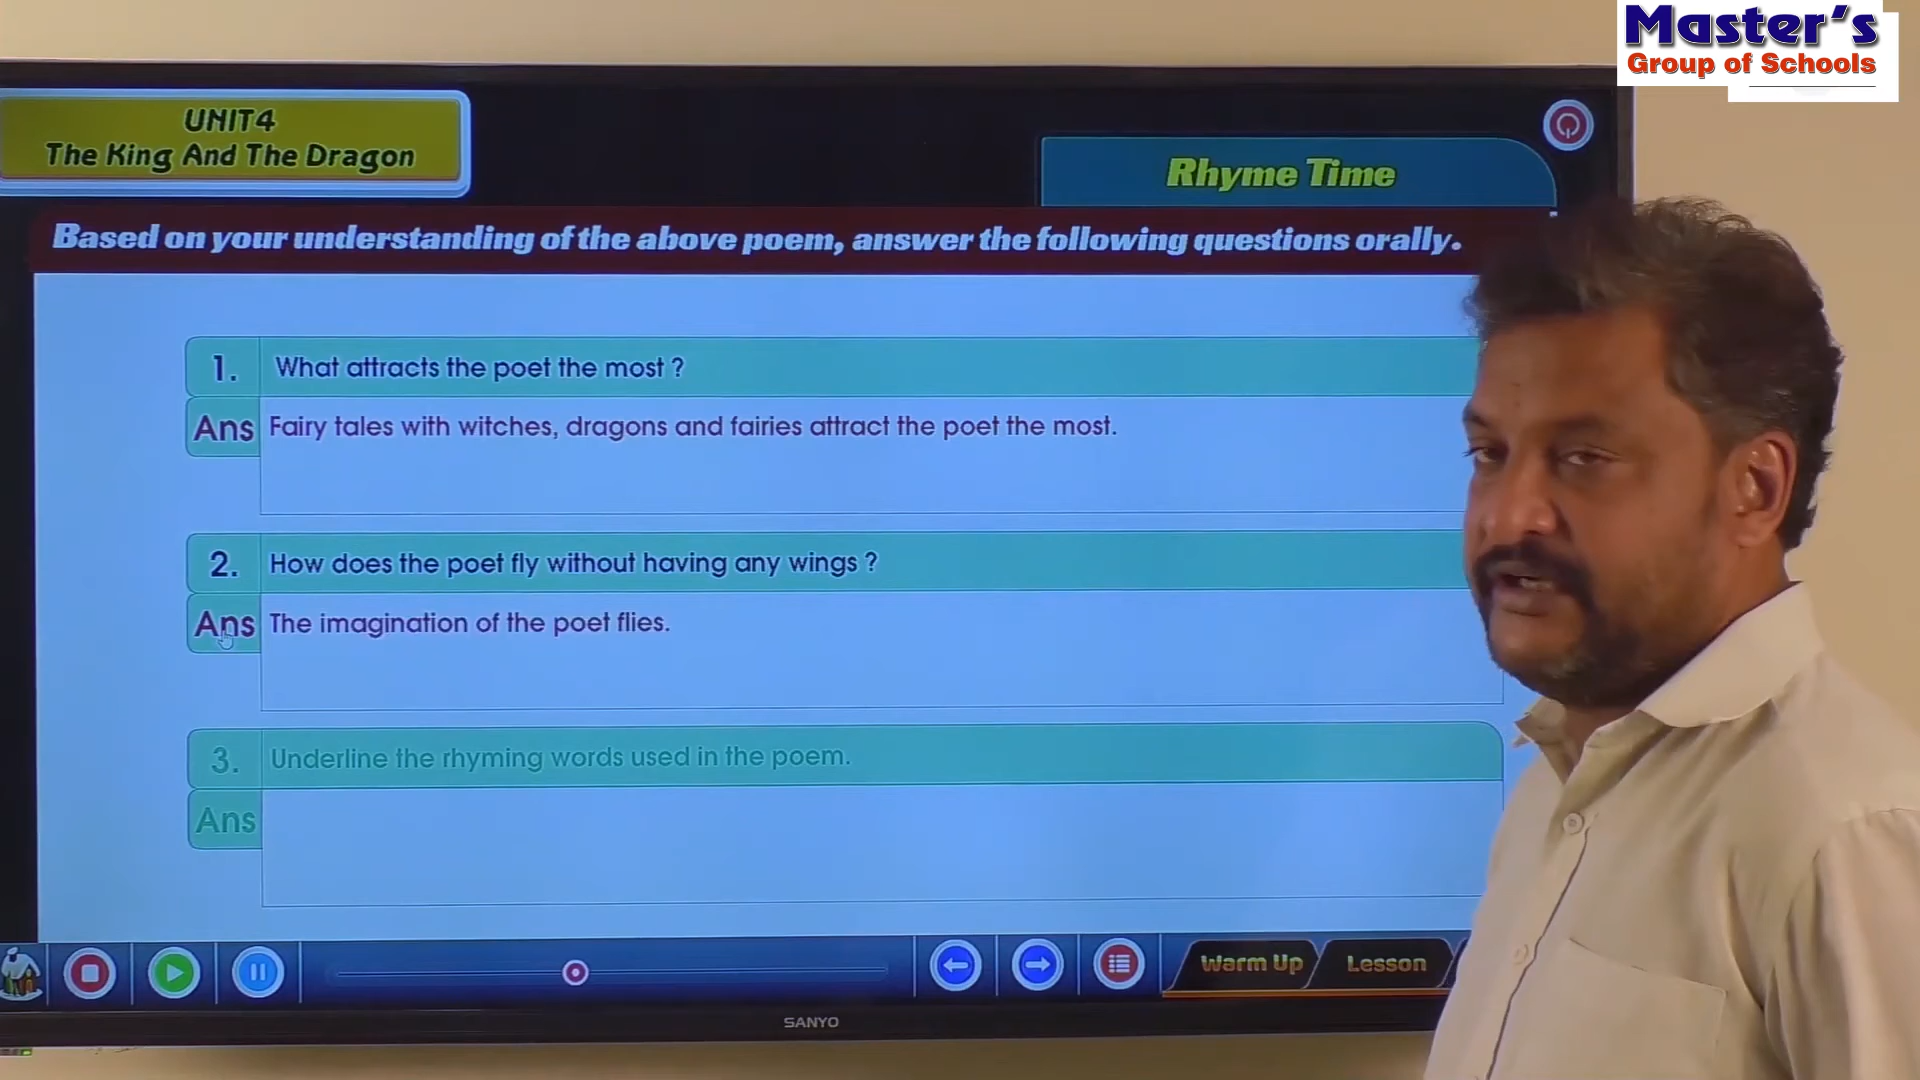 Master's
Group of Schools
UNIT4
The King And The Dragon
Rhyme Time
Based on your understanding of the above poem, answer the following questions orally.
1. What attracts the poet the most ?
Ans Fairy tales with witches, dragons and fairies attract the poet the most.
2. How does the poet fly without having any wings ?
Ans The imagination of the poet flies.
3. Underline the rhyming words used in the poem.
Ans
Warm Up Lesson
SANYO